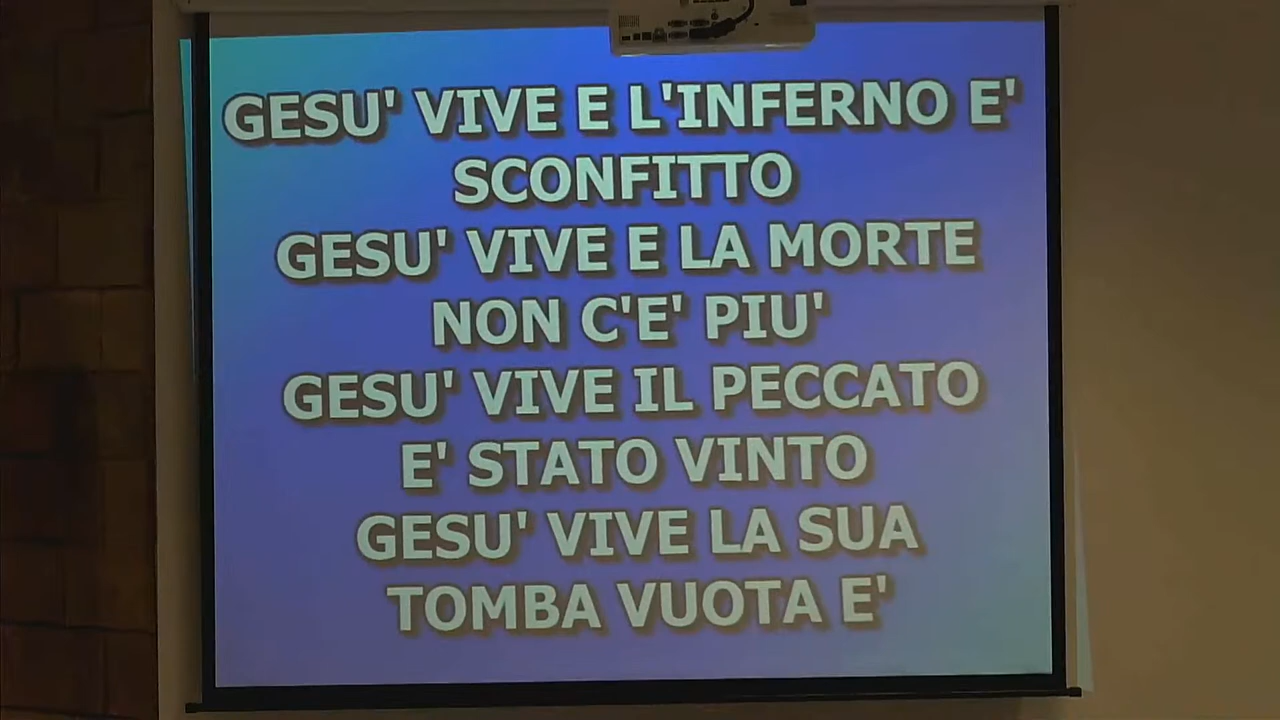 GESU' VIVE E L'INFERNO E'
SCONFITTO
GESU' VIVE E LA MORTE
NON C'E' PIU'
GESU' VIVE IL PECCATO
E' STATO VINTO
GESU' VIVE LA SUA
TOMBA VUOTA E'